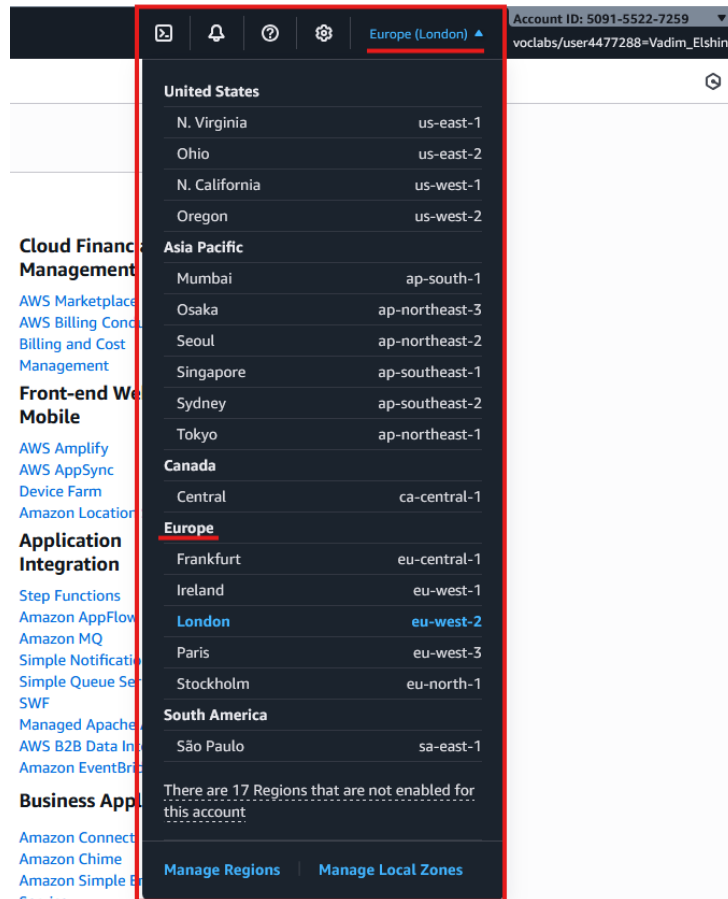 Europe (London) ▲
Account ID: 5091-5522-7259 ▼
voclabs/user4477288=Vadim_Elshin
United States
N. Virginia us-east-1
Ohio us-east-2
N. California us-west-1
Oregon us-west-2
Asia Pacific
Mumbai ap-south-1
Osaka ap-northeast-3
Seoul ap-northeast-2
Singapore ap-southeast-1
Sydney ap-southeast-2
Tokyo ap-northeast-1
Canada
Central ca-central-1
Europe
Frankfurt eu-central-1
Ireland eu-west-1
London eu-west-2
Paris eu-west-3
Stockholm eu-north-1
South America
São Paulo sa-east-1
There are 17 Regions that are not enabled for
this account
Manage Regions
Manage Local Zones
Cloud Financ
Management
AWS Marketplace
AWS Billing Cond
Billing and Cost
Management
Front-end We
Mobile
AWS Amplify
AWS AppSync
Device Farm
Amazon Location
Application
Integration
Step Functions
Amazon AppFlow
Amazon MQ
Simple Notificatio
Simple Queue Ser
SWF
Managed Apache
AWS B2B Data In
Amazon EventBri
Business Appl
Amazon Connect
Amazon Chime
Amazon Simple E